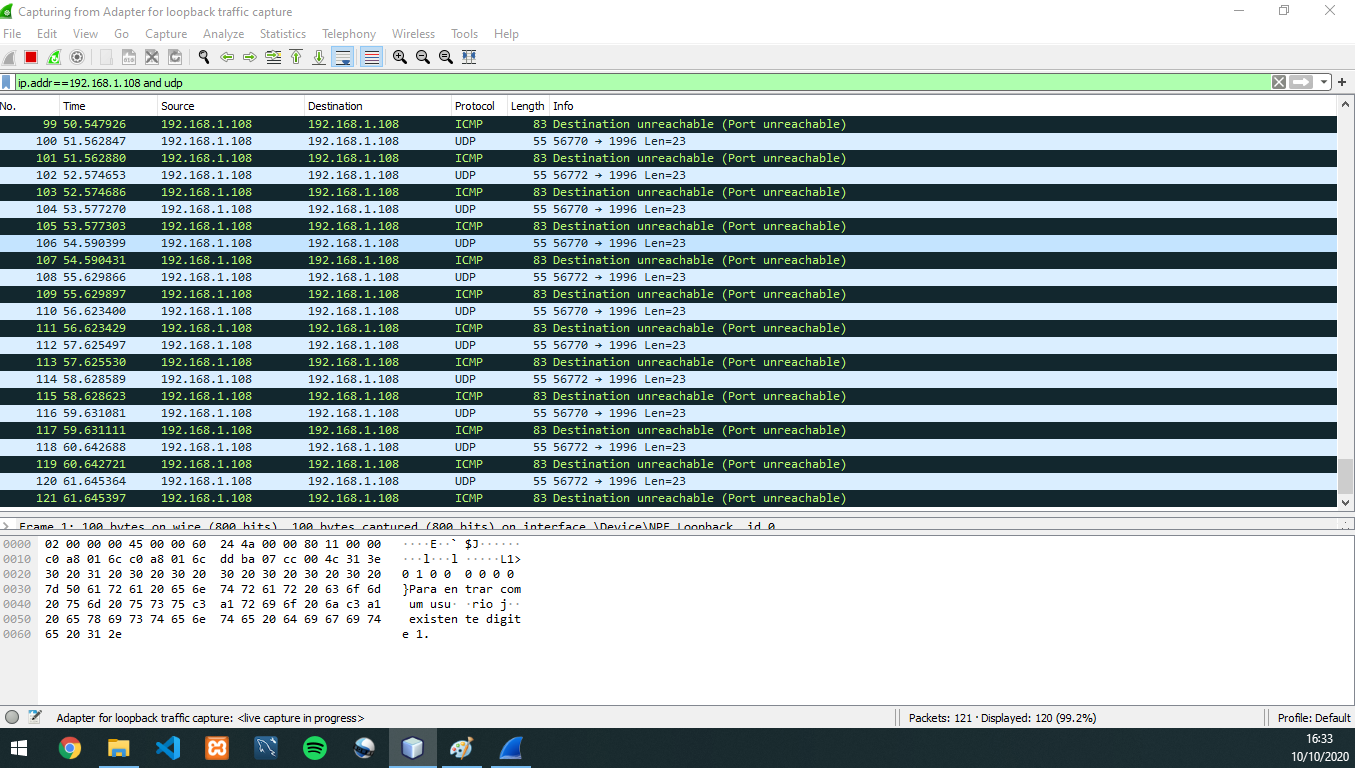 Capturing from Adapter for loopback traffic capture
File Edit View Go Capture Analyze Statistics Telephony Wireless Tools Help
ip.addr==192.168.1.108 and udp
No. Time Source Destination Protocol Length Info
99 50.547926 192.168.1.108 192.168.1.108 ICMP 83 Destination unreachable (Port unreachable)
100 51.562847 192.168.1.108 192.168.1.108 UDP 55 56770 → 1996 Len=23
101 51.562880 192.168.1.108 192.168.1.108 ICMP 83 Destination unreachable (Port unreachable)
102 52.574653 192.168.1.108 192.168.1.108 UDP 55 56772 → 1996 Len=23
103 52.574686 192.168.1.108 192.168.1.108 ICMP 83 Destination unreachable (Port unreachable)
104 53.577270 192.168.1.108 192.168.1.108 UDP 55 56770 → 1996 Len=23
105 53.577303 192.168.1.108 192.168.1.108 ICMP 83 Destination unreachable (Port unreachable)
106 54.590399 192.168.1.108 192.168.1.108 UDP 55 56770 → 1996 Len=23
107 54.590431 192.168.1.108 192.168.1.108 ICMP 83 Destination unreachable (Port unreachable)
108 55.629866 192.168.1.108 192.168.1.108 UDP 55 56772 → 1996 Len=23
109 55.629897 192.168.1.108 192.168.1.108 ICMP 83 Destination unreachable (Port unreachable)
110 56.623400 192.168.1.108 192.168.1.108 UDP 55 56770 → 1996 Len=23
111 56.623429 192.168.1.108 192.168.1.108 ICMP 83 Destination unreachable (Port unreachable)
112 57.625497 192.168.1.108 192.168.1.108 UDP 55 56770 → 1996 Len=23
113 57.625530 192.168.1.108 192.168.1.108 ICMP 83 Destination unreachable (Port unreachable)
114 58.628589 192.168.1.108 192.168.1.108 UDP 55 56772 → 1996 Len=23
115 58.628623 192.168.1.108 192.168.1.108 ICMP 83 Destination unreachable (Port unreachable)
116 59.631081 192.168.1.108 192.168.1.108 UDP 55 56770 → 1996 Len=23
117 59.631111 192.168.1.108 192.168.1.108 ICMP 83 Destination unreachable (Port unreachable)
118 60.642688 192.168.1.108 192.168.1.108 UDP 55 56772 → 1996 Len=23
119 60.642721 192.168.1.108 192.168.1.108 ICMP 83 Destination unreachable (Port unreachable)
120 61.645364 192.168.1.108 192.168.1.108 UDP 55 56772 → 1996 Len=23
121 61.645397 192.168.1.108 192.168.1.108 ICMP 83 Destination unreachable (Port unreachable)
Frame 1: 100 bytes on wire (800 bits), 100 bytes captured (800 bits) on interface \Device\NPF_Loopback, id 0
0000 02 00 00 00 45 00 00 60 24 4a 00 00 80 11 00 00 ····E··` $J······
0010 c0 a8 01 6c c0 a8 01 6c dd ba 07 cc 00 4c 31 3e ···l···l ·····L1>
0020 30 20 31 20 30 20 30 20 30 20 30 20 30 20 30 20 0 1 0 0 0 0 0 0
0030 7d 50 61 72 61 20 65 6e 74 72 61 72 20 63 6f 6d }Para en trar com
0040 20 75 6d 20 75 73 75 c3 a1 72 69 6f 20 6a c3 a1 um usu· ·rio j··
0050 20 65 78 69 73 74 65 6e 74 65 20 64 69 67 69 74 existen te digit
0060 65 20 31 2e e 1.
Adapter for loopback traffic capture: <live capture in progress> Packets: 121 · Displayed: 120 (99.2%) Profile: Default
16:33
10/10/2020